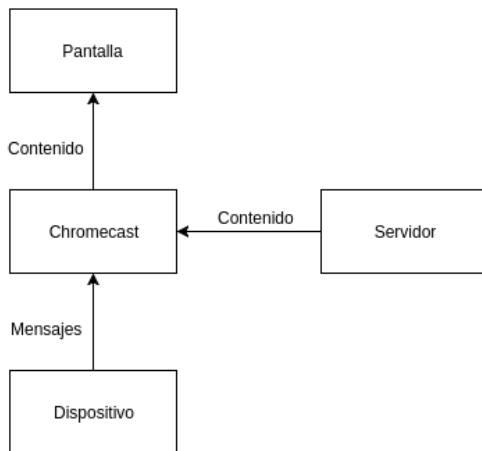 Pantalla
Contenido
Chromecast
Contenido
Servidor
Mensajes
Dispositivo